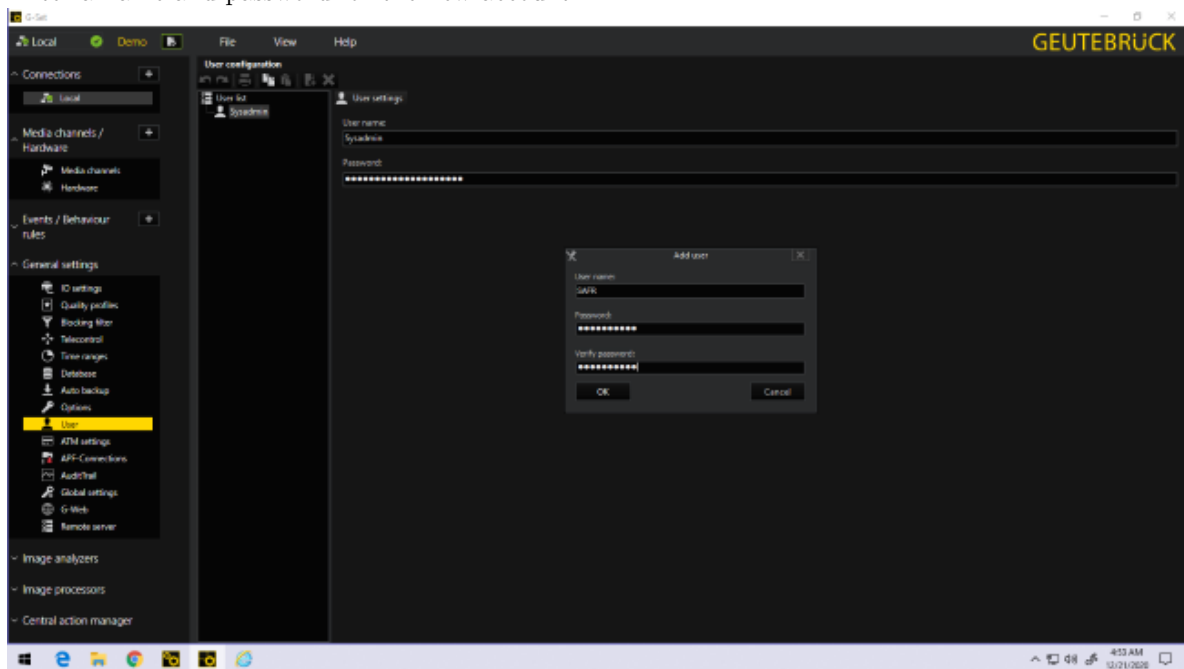 G-Set
Local Demo File View Help GEUTEBRÜCK
Connections
Local
Media channels /
Hardware
Media channels
Hardware
Events / Behaviour
rules
General settings
IO settings
Quality profiles
Blocking filter
Telecontrol
Time ranges
Database
Auto backup
Options
User
ATM settings
APF-Connections
AuditTrail
Global settings
G-Web
Remote server
Image analyzers
Image processors
Central action manager
User configuration
User list
Sysadmin
User settings
User name:
Sysadmin
Password:
Add user
User name:
SAFR
Password:
Verify password:
OK Cancel
4:53 AM
12/21/2020